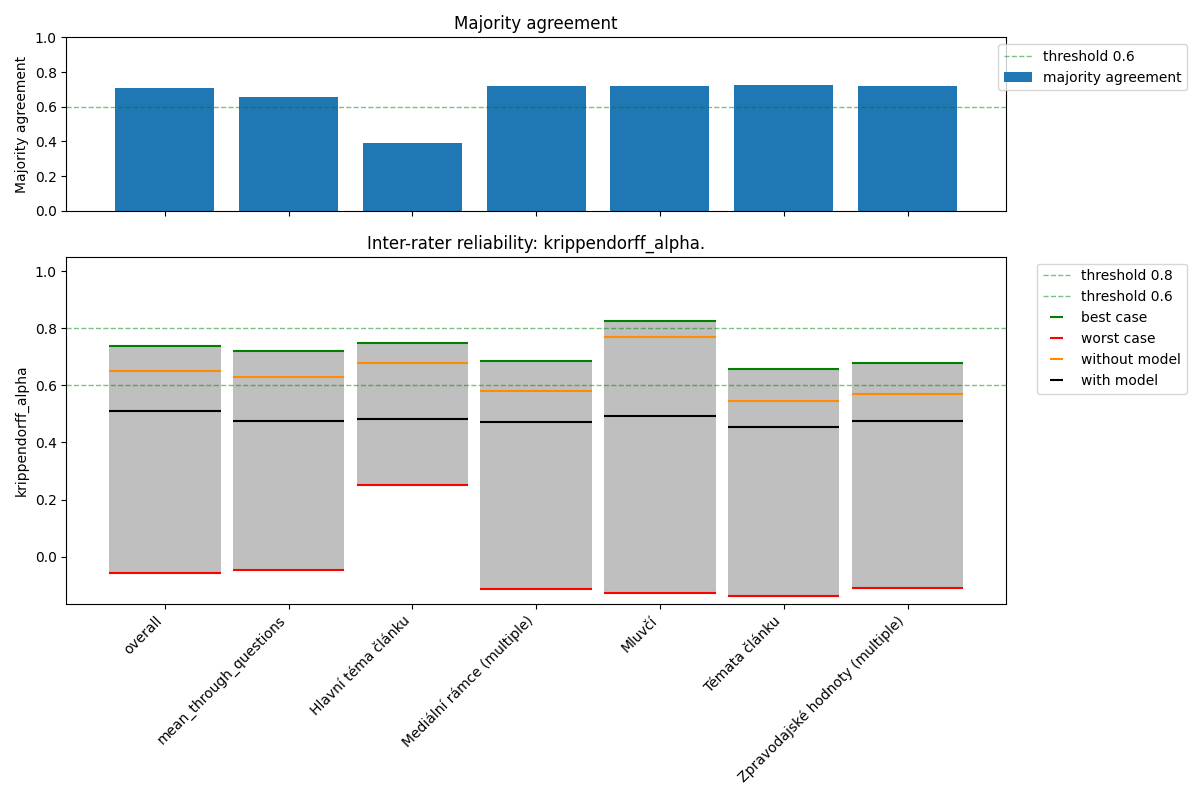 Majority agreement
Majority agreement
1.0
0.8
0.6
0.4
0.2
0.0
threshold 0.6
majority agreement
Inter-rater reliability: krippendorff_alpha.
krippendorff_alpha
1.0
0.8
0.6
0.4
0.2
0.0
threshold 0.8
threshold 0.6
best case
worst case
without model
with model
overall
mean_through_questions
Hlavní téma článku
Mediální rámce (multiple)
Mluvčí
Témata článku
Zpravodajské hodnoty (multiple)